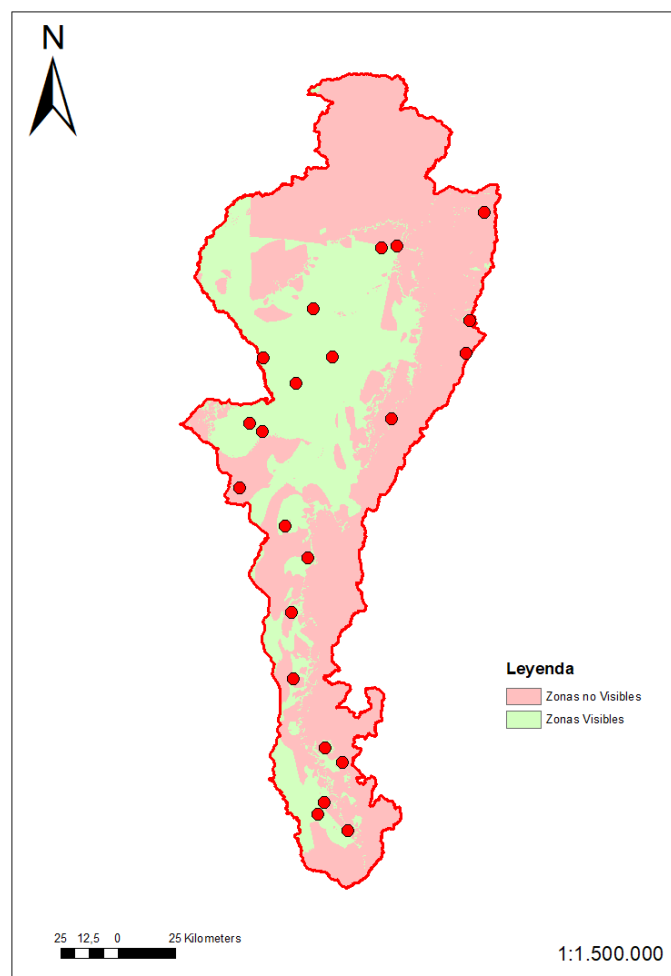 N
Leyenda
Zonas no Visibles
Zonas Visibles
25 12,5 0 25 Kilometers
1:1.500.000